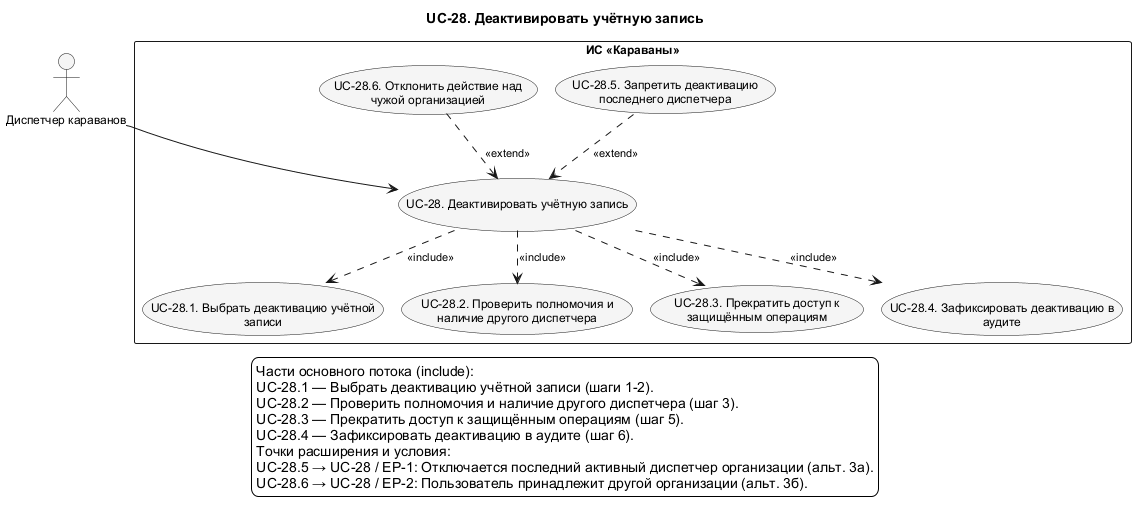 UC-28. Деактивировать учётную запись
ИС «Караваны»
UC-28.6. Отклонить действие над
чужой организацией
UC-28.5. Запретить деактивацию
последнего диспетчера
Диспетчер караванов
«extend»
«extend»
UC-28. Деактивировать учётную запись
«include»
«include»
«include»
«include»
UC-28.1. Выбрать деактивацию учётной
записи
UC-28.2. Проверить полномочия и
наличие другого диспетчера
UC-28.3. Прекратить доступ к
защищённым операциям
UC-28.4. Зафиксировать деактивацию в
аудите
Части основного потока (include):
UC-28.1 — Выбрать деактивацию учётной записи (шаги 1-2).
UC-28.2 — Проверить полномочия и наличие другого диспетчера (шаг 3).
UC-28.3 — Прекратить доступ к защищённым операциям (шаг 5).
UC-28.4 — Зафиксировать деактивацию в аудите (шаг 6).
Точки расширения и условия:
UC-28.5 → UC-28 / EP-1: Отключается последний активный диспетчер организации (альт. 3а).
UC-28.6 → UC-28 / EP-2: Пользователь принадлежит другой организации (альт. 3б).